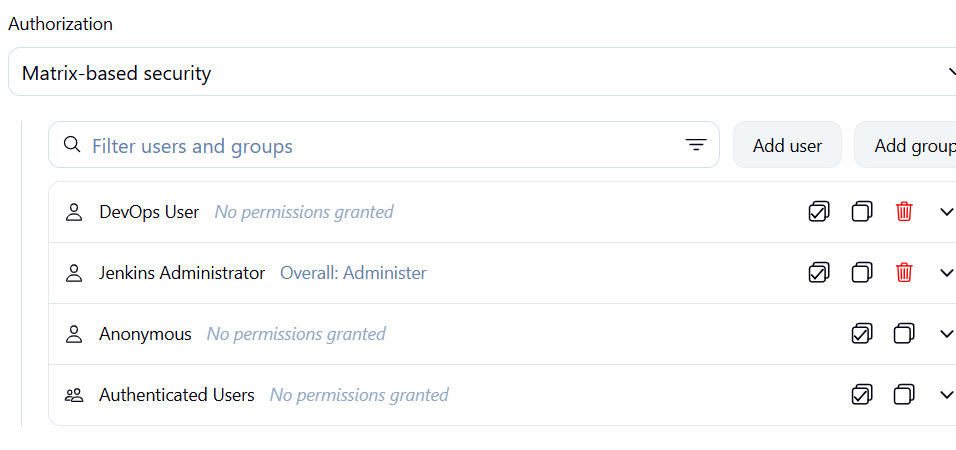 Authorization
Matrix-based security
Filter users and groups Add user Add group
DevOps User No permissions granted
Jenkins Administrator Overall: Administer
Anonymous No permissions granted
Authenticated Users No permissions granted